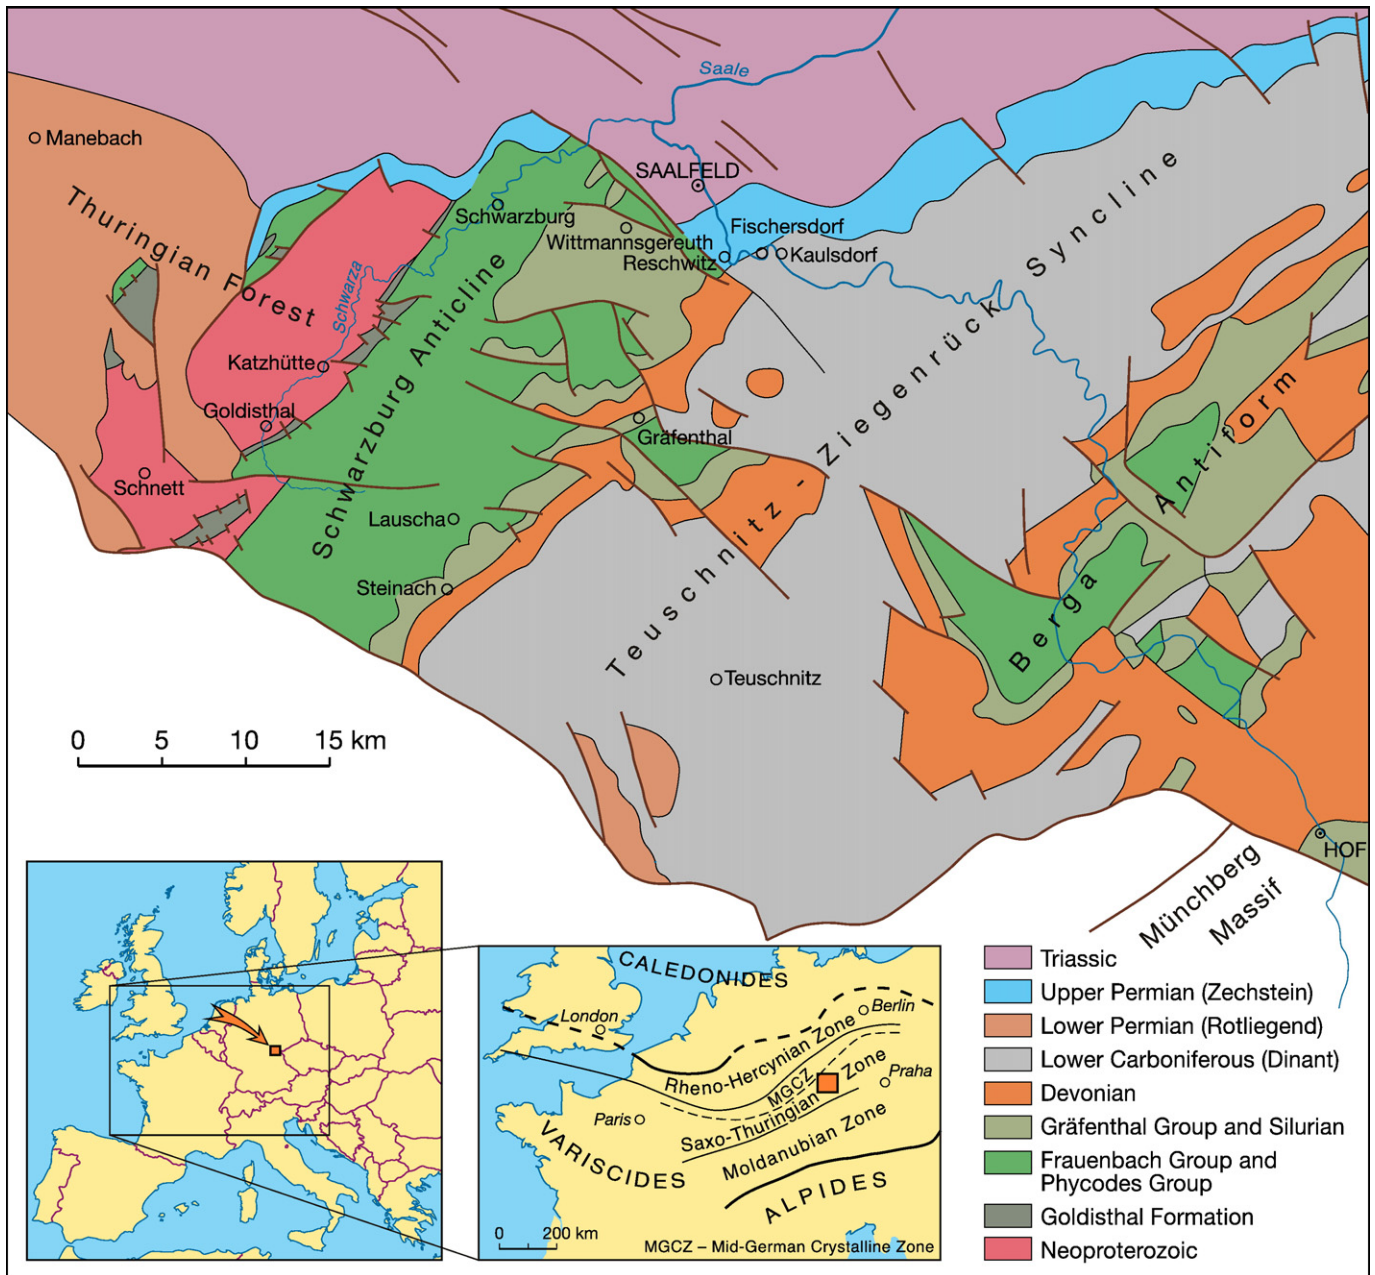 Saale
Manebach
SAALFELD
Thuringian Forest
Schwarzburg
Fischersdorf
Wittmannsgereuth
Reschwitz
Kaulsdorf
Schwarza
Schwarzburg Anticline
Teuschnitz - Ziegenrück Syncline
Katzhütte
Goldisthal
Gräfenthal
Berga Antiform
Schnett
Lauscha
Steinach
Teuschnitz
0 5 10 15 km
HOF
Münchberg
Massif
CALEDONIDES
London
Berlin
Rheno-Hercynian Zone
MGCZ
Saxo-Thuringian Zone
Praha
Paris
Moldanubian Zone
VARISCIDES
ALPIDES
0 200 km
MGCZ – Mid-German Crystalline Zone
Triassic
Upper Permian (Zechstein)
Lower Permian (Rotliegend)
Lower Carboniferous (Dinant)
Devonian
Gräfenthal Group and Silurian
Frauenbach Group and
Phycodes Group
Goldisthal Formation
Neoproterozoic